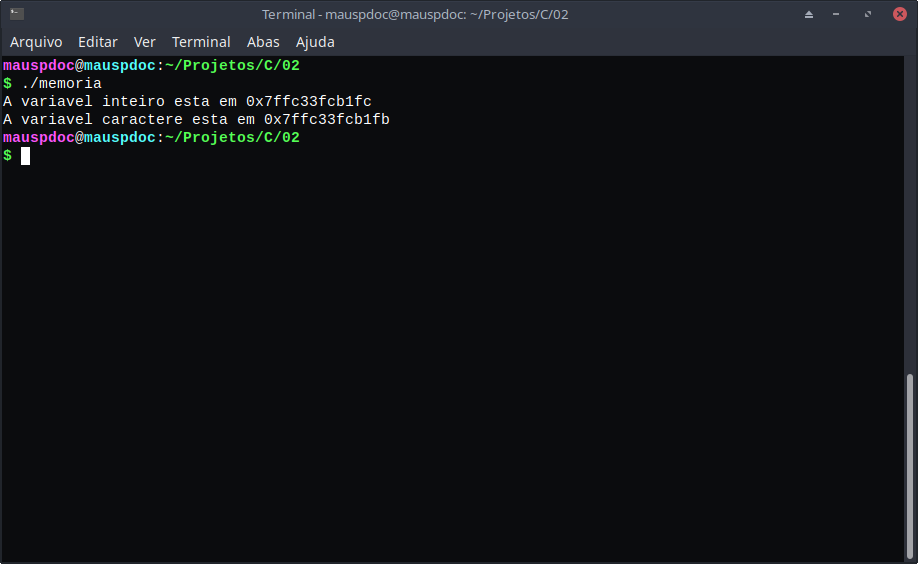 Terminal - mauspdoc@mauspdoc: ~/Projetos/C/02
Arquivo Editar Ver Terminal Abas Ajuda
mauspdoc@mauspdoc:~/Projetos/C/02
$ ./memoria
A variavel inteiro esta em 0x7ffc33fcb1fc
A variavel caractere esta em 0x7ffc33fcb1fb
mauspdoc@mauspdoc:~/Projetos/C/02
$